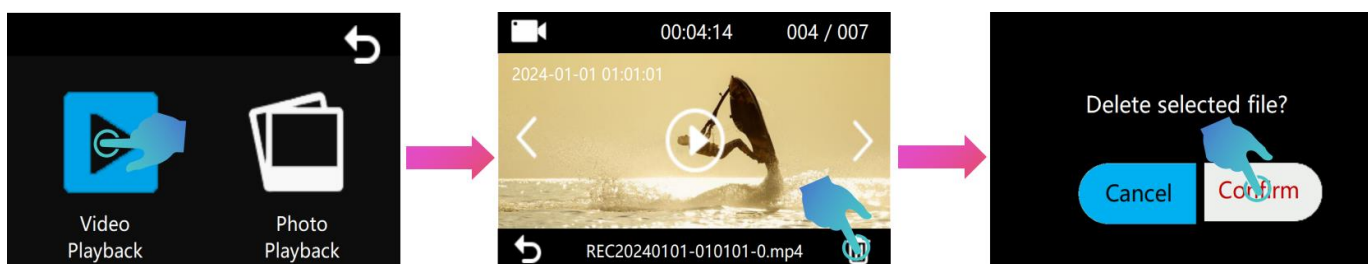 Video
Playback
Photo
Playback
00:04:14
004 / 007
2024-01-01 01:01:01
REC20240101-010101-0.mp4
Delete selected file?
Cancel
Confirm